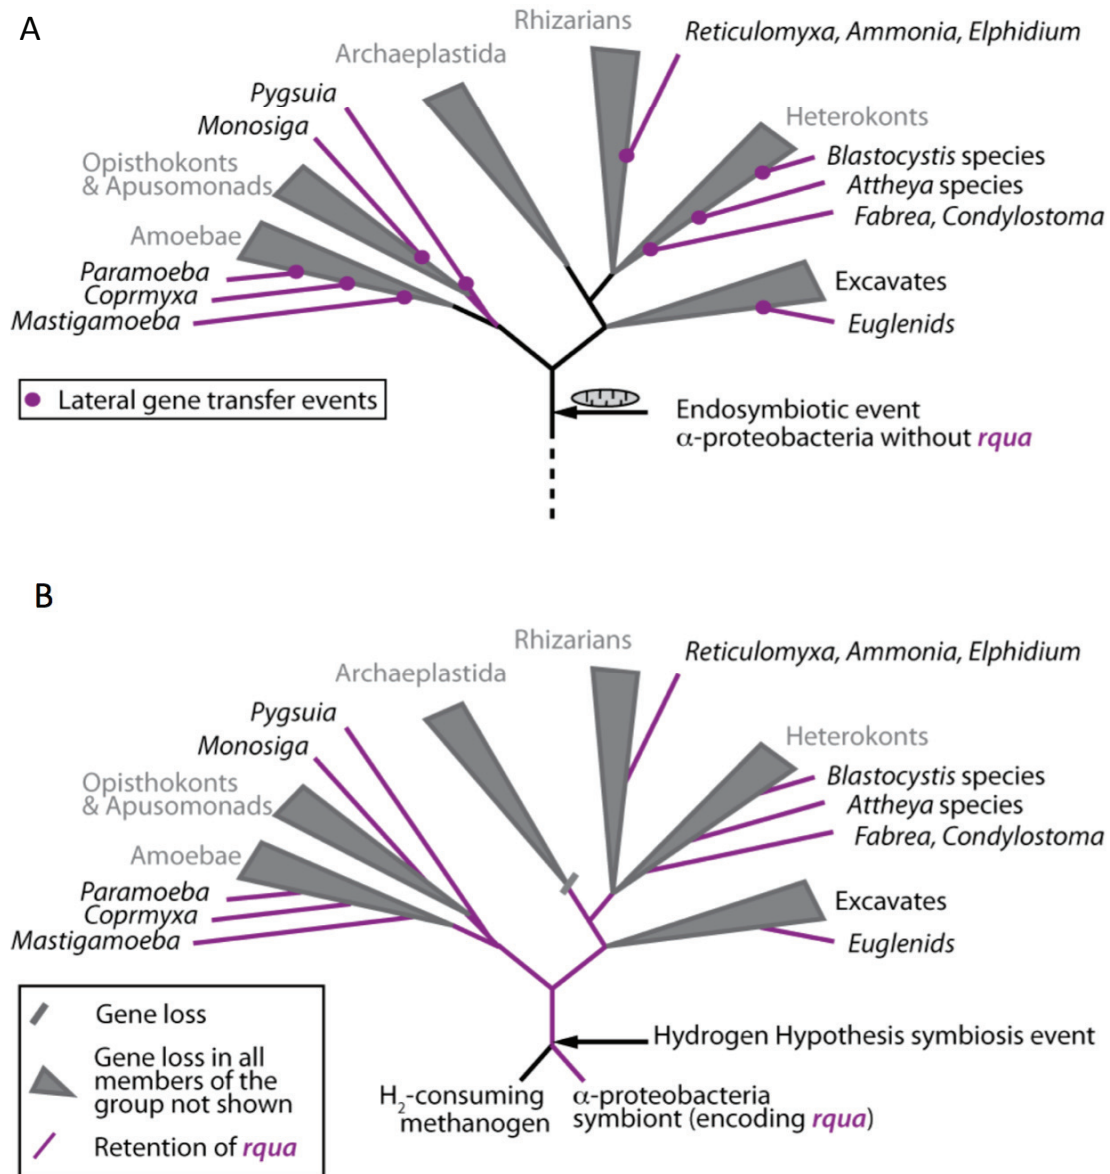 A
Rhizarians
Reticulomyxa, Ammonia, Elphidium
Archaeplastida
Pygsuia
Monosiga
Heterokonts
Opisthokonts
& Apusomonads
Blastocystis species
Attheya species
Fabrea, Condylostoma
Amoebae
Paramoeba
Coprmyxa
Mastigamoeba
Excavates
Euglenids
Lateral gene transfer events
Endosymbiotic event
α-proteobacteria without rqua
B
Rhizarians
Reticulomyxa, Ammonia, Elphidium
Archaeplastida
Pygsuia
Monosiga
Heterokonts
Opisthokonts
& Apusomonads
Blastocystis species
Attheya species
Fabrea, Condylostoma
Amoebae
Paramoeba
Coprmyxa
Mastigamoeba
Excavates
Euglenids
Gene loss
Gene loss in all
members of the
group not shown
Retention of rqua
Hydrogen Hypothesis symbiosis event
H₂-consuming
methanogen
α-proteobacteria
symbiont (encoding rqua)